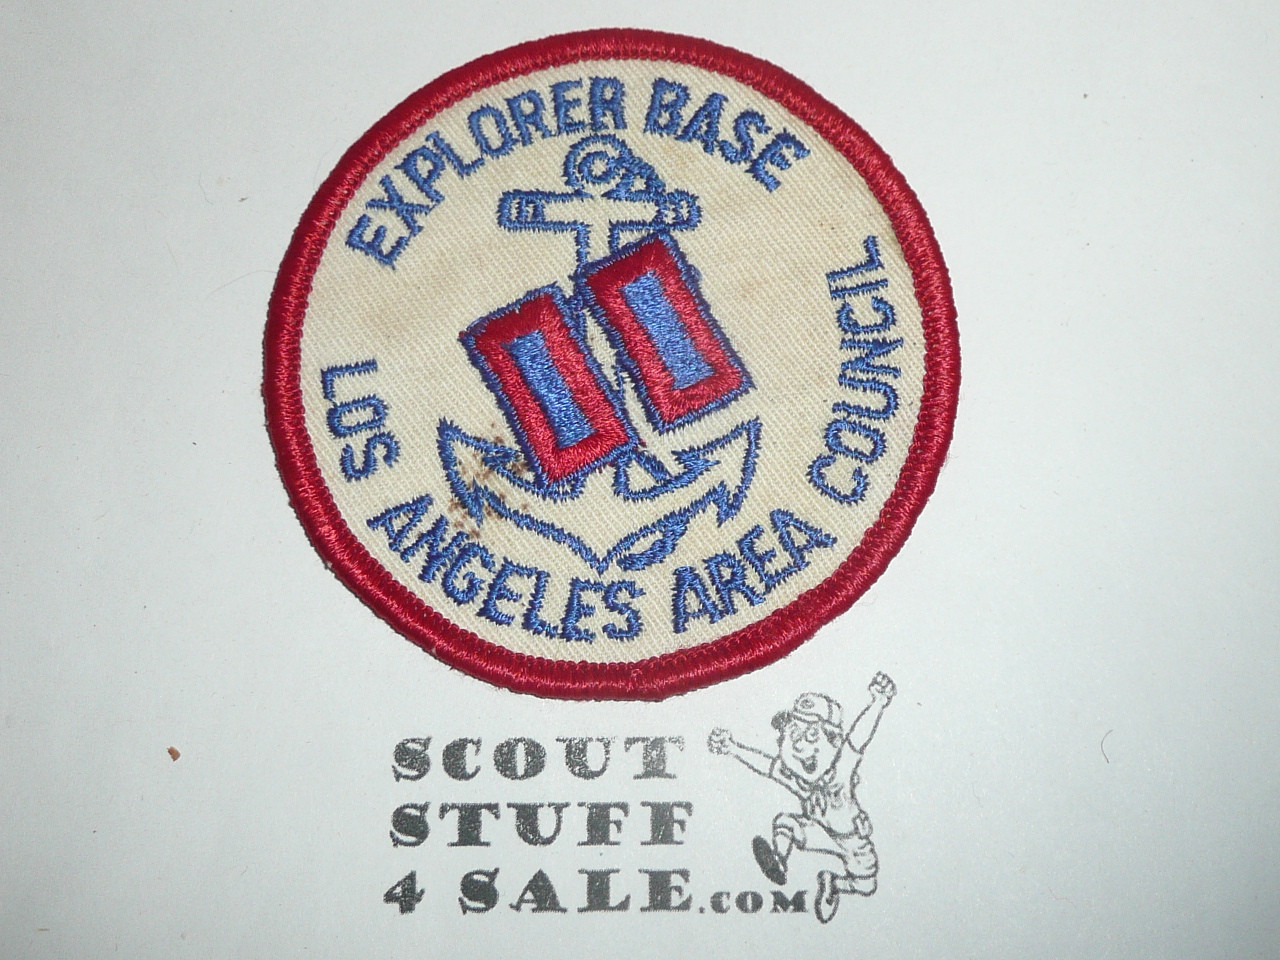 EXPLORER BASE
LOS ANGELES AREA COUNCIL
SCOUT
STUFF
4 SALE.COM